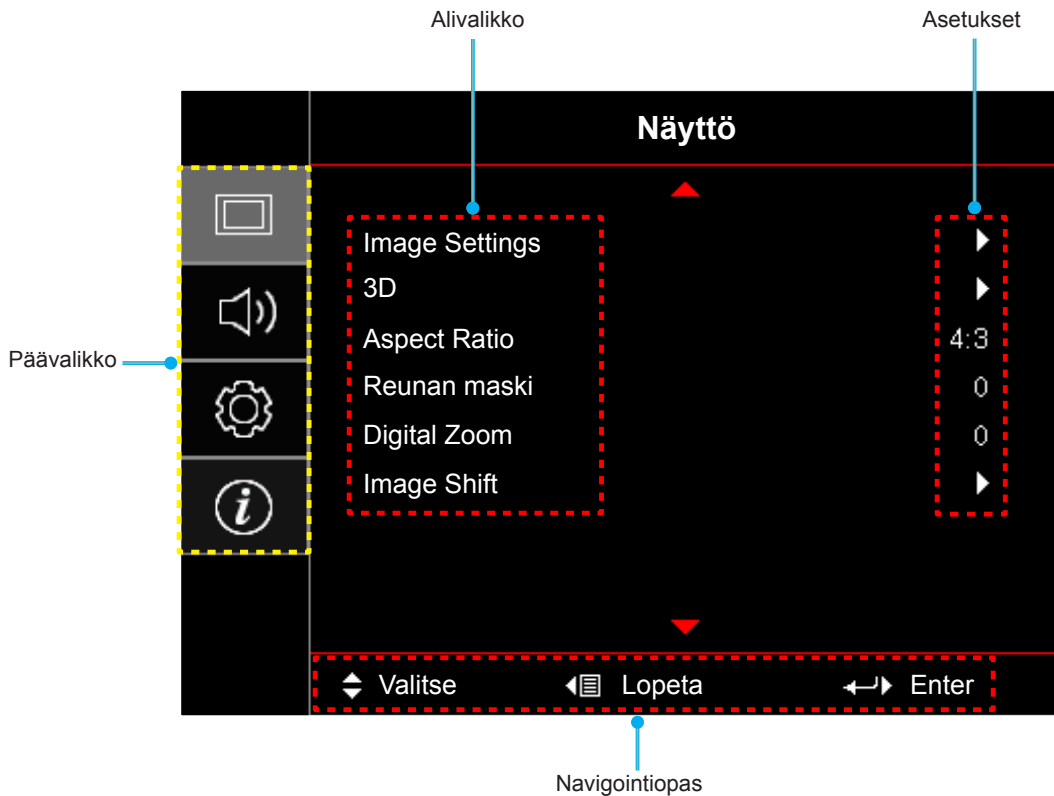 Alivalikko Asetukset
Näyttö
Image Settings
3D
Aspect Ratio 4:3
Päävalikko
Reunan maski 0
Digital Zoom 0
Image Shift
i
Valitse Lopeta Enter
Navigointiopas